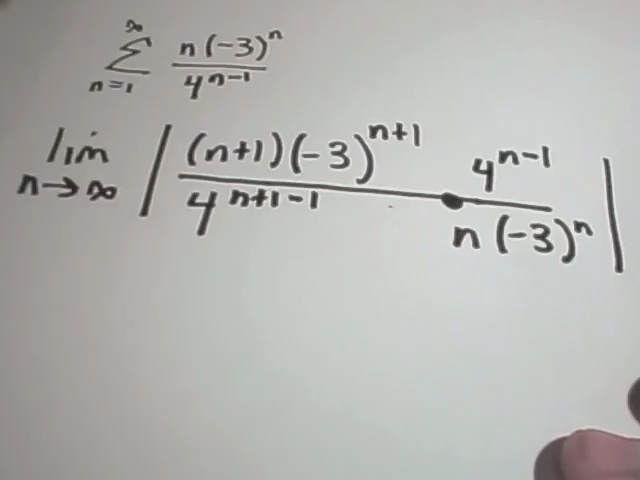 ∞
Σ n(-3)^n / 4^(n-1)
n=1
lim n→∞ | (n+1)(-3)^(n+1) / 4^(n+1-1) • 4^(n-1) / n(-3)^n |